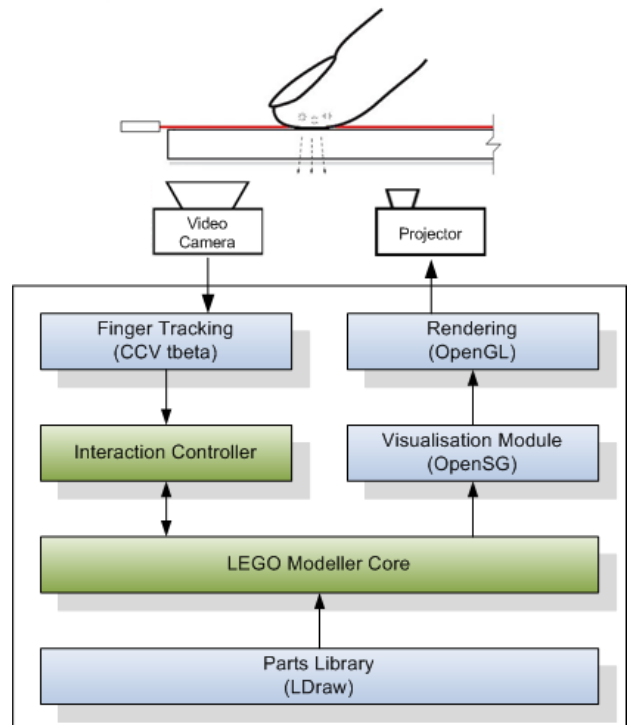 Video
Camera
Projector
Finger Tracking
(CCV tbeta)
Rendering
(OpenGL)
Interaction Controller
Visualisation Module
(OpenSG)
LEGO Modeller Core
Parts Library
(LDraw)